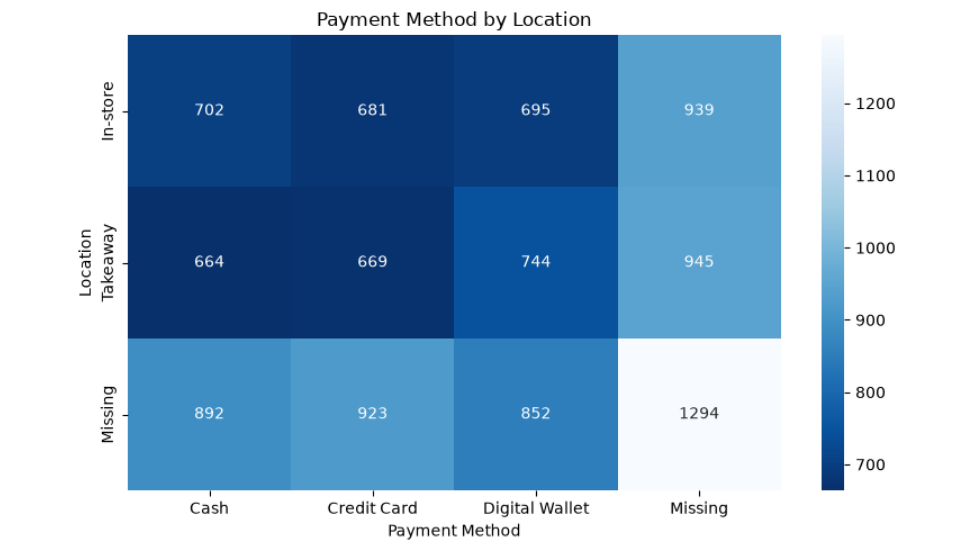 Payment Method by Location
In-store 702 681 695 939
Takeaway 664 669 744 945
Missing 892 923 852 1294
Location
Cash Credit Card Digital Wallet Missing
Payment Method
1200
1100
1000
900
800
700